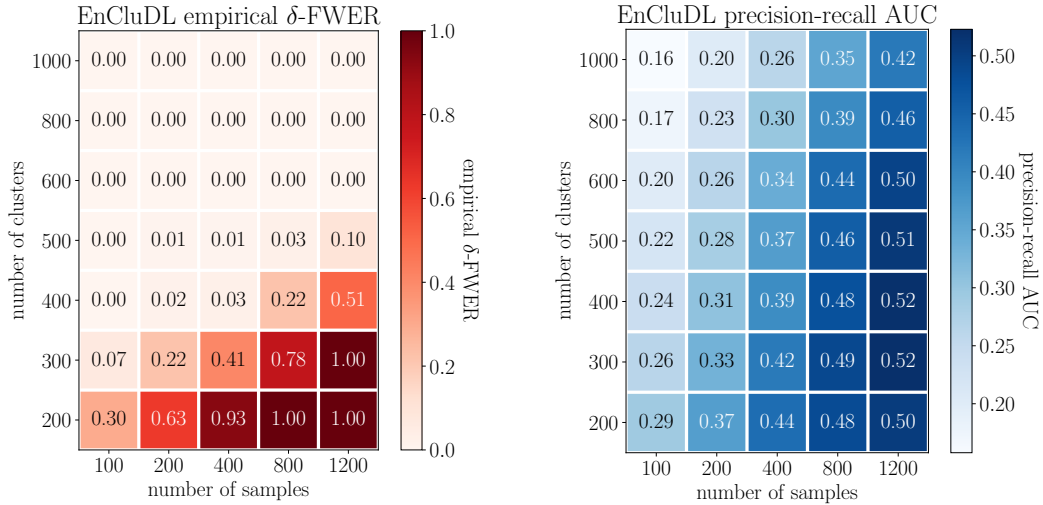 EnCluDL empirical δ-FWER
1000 0.00 0.00 0.00 0.00 0.00
800 0.00 0.00 0.00 0.00 0.00
600 0.00 0.00 0.00 0.00 0.00
500 0.00 0.01 0.01 0.03 0.10
400 0.00 0.02 0.03 0.22 0.51
300 0.07 0.22 0.41 0.78 1.00
200 0.30 0.63 0.93 1.00 1.00
100 200 400 800 1200
number of samples
number of clusters
1.0
0.8
0.6
0.4
0.2
0.0
empirical δ-FWER
EnCluDL precision-recall AUC
1000 0.16 0.20 0.26 0.35 0.42
800 0.17 0.23 0.30 0.39 0.46
600 0.20 0.26 0.34 0.44 0.50
500 0.22 0.28 0.37 0.46 0.51
400 0.24 0.31 0.39 0.48 0.52
300 0.26 0.33 0.42 0.49 0.52
200 0.29 0.37 0.44 0.48 0.50
100 200 400 800 1200
number of samples
number of clusters
0.50
0.45
0.40
0.35
0.30
0.25
0.20
precision-recall AUC